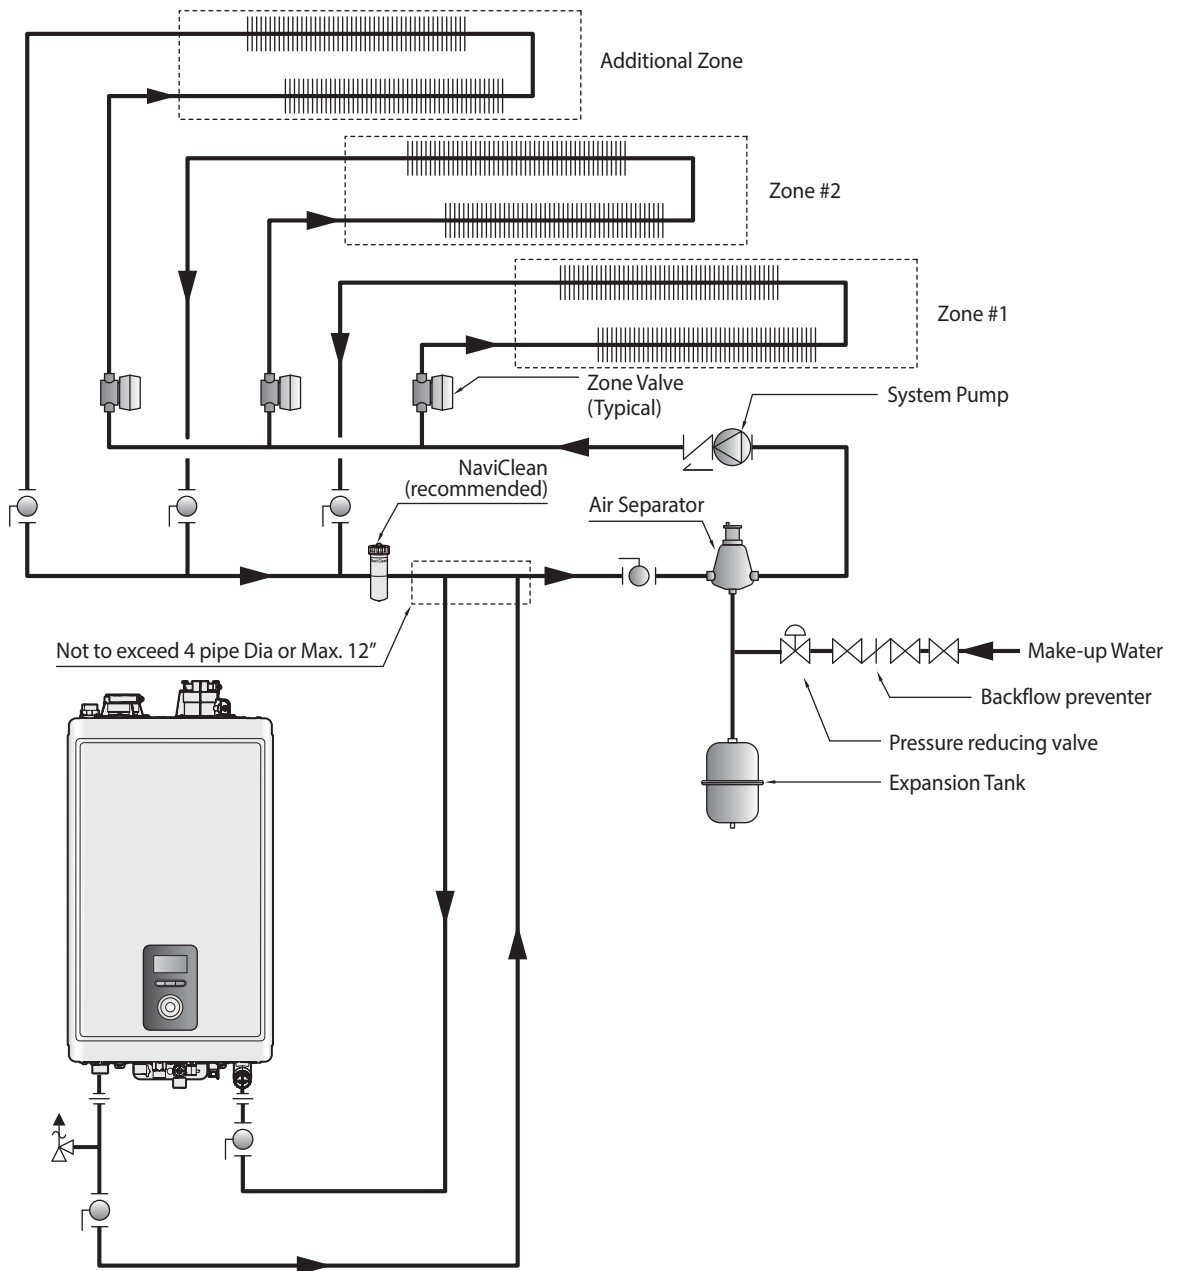 Additional Zone
Zone #2
Zone #1
Zone Valve
(Typical)
System Pump
NaviClean
(recommended)
Air Separator
Not to exceed 4 pipe Dia or Max. 12”
Make-up Water
Backflow preventer
Pressure reducing valve
Expansion Tank